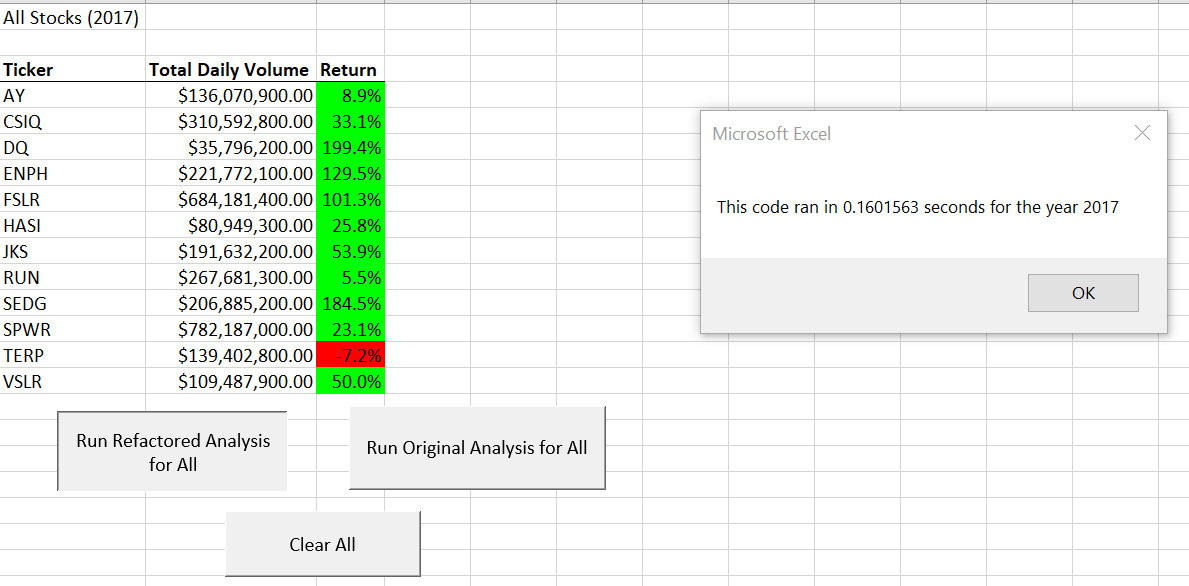 All Stocks (2017)
Ticker Total Daily Volume Return
AY $136,070,900.00 8.9%
CSIQ $310,592,800.00 33.1%
DQ $35,796,200.00 199.4%
ENPH $221,772,100.00 129.5%
FSLR $684,181,400.00 101.3%
HASI $80,949,300.00 25.8%
JKS $191,632,200.00 53.9%
RUN $267,681,300.00 5.5%
SEDG $206,885,200.00 184.5%
SPWR $782,187,000.00 23.1%
TERP $139,402,800.00 -7.2%
VSLR $109,487,900.00 50.0%
Run Refactored Analysis
for All
Run Original Analysis for All
Clear All
Microsoft Excel
This code ran in 0.1601563 seconds for the year 2017
OK